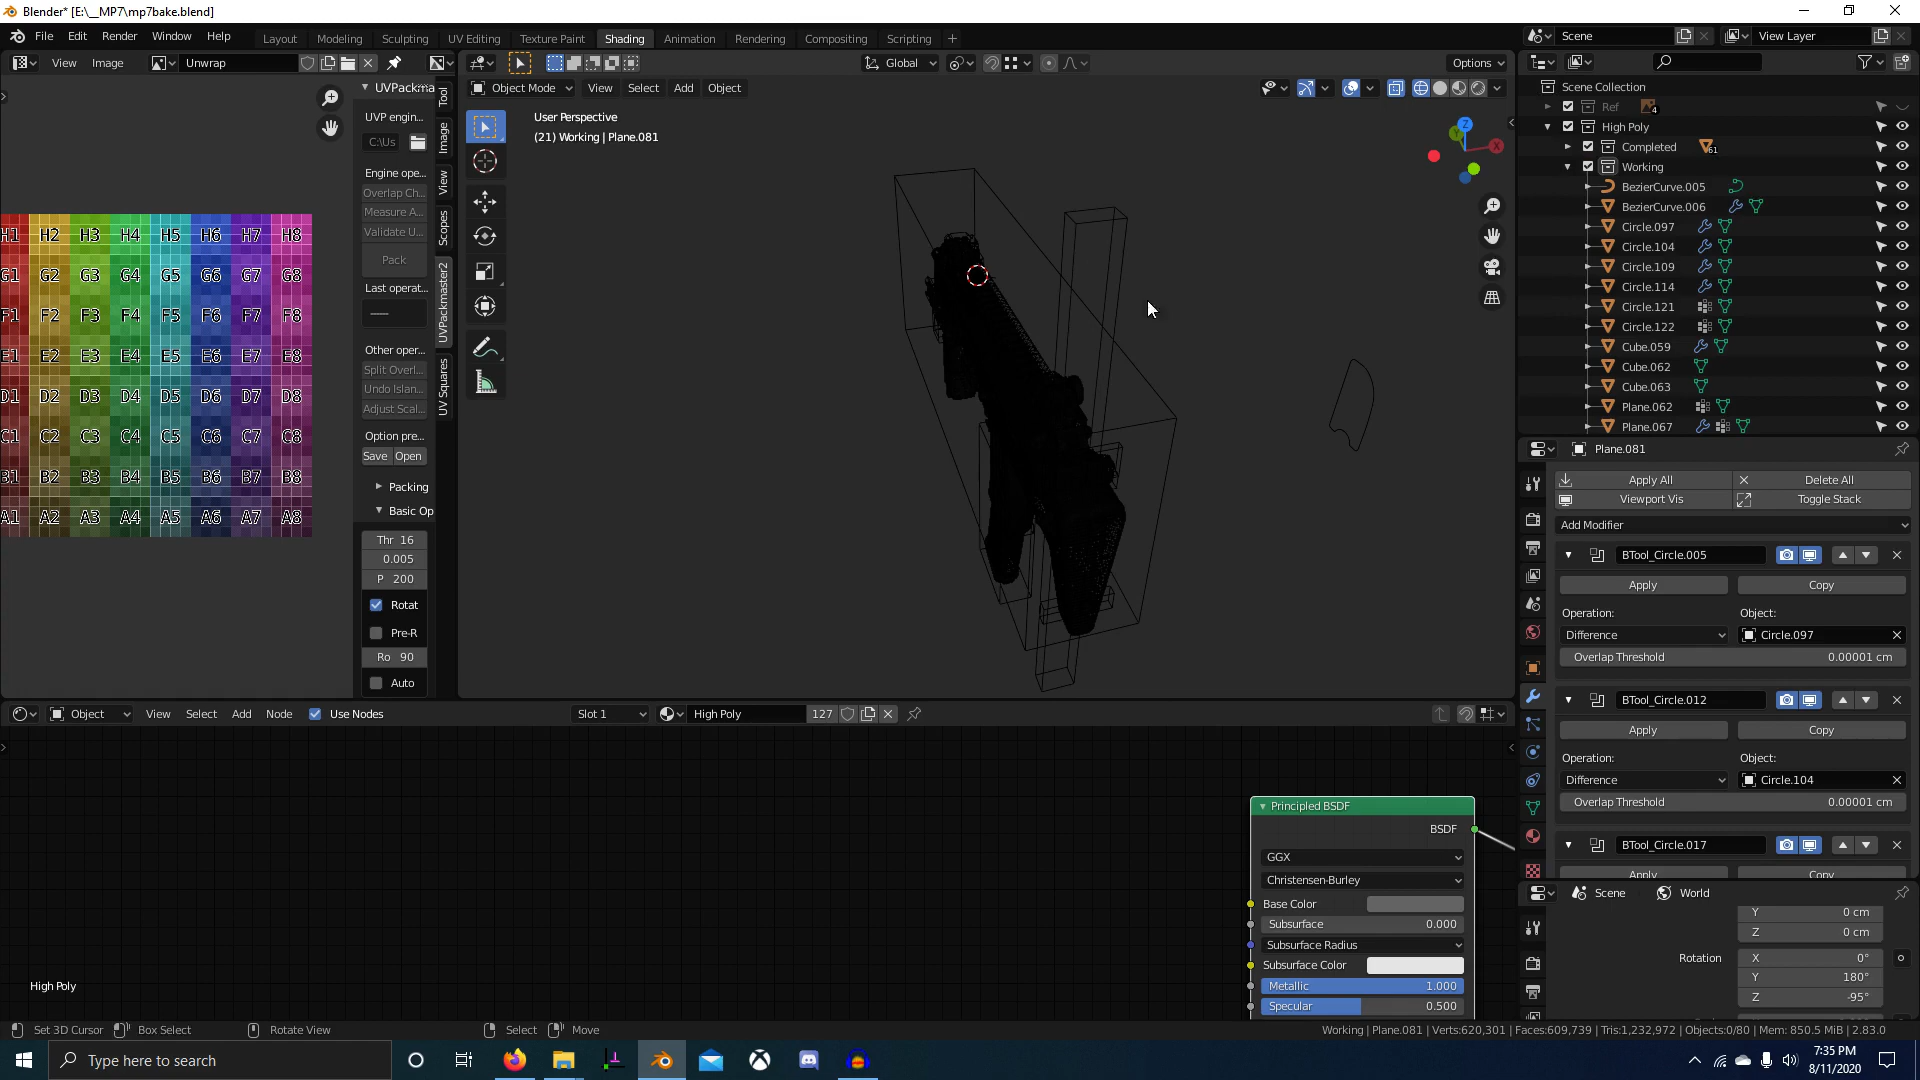 Blender* [E:\__MP7\mp7bake.blend]
File Edit Render Window Help
Layout Modeling Sculpting UV Editing Texture Paint Shading Animation Rendering Compositing Scripting +
Scene View Layer
View Image Unwrap
Global Options
Object Mode View Select Add Object
UVPackma
UVP engin...
C:\Us
Engine ope...
Overlap Ch...
Measure A...
Validate U...
Pack
Last operat...
Other oper...
Split Overl...
Undo Islan...
Adjust Scal...
Option pre...
Save Open
Packing
Basic Op
Thr 16
0.005
P 200
Rotat
Pre-R
Ro 90
Auto
Tool
Image
View
Scopes
UVPackmaster2
UV Squares
H1 H2 H3 H4 H5 H6 H7 H8
G1 G2 G3 G4 G5 G6 G7 G8
F1 F2 F3 F4 F5 F6 F7 F8
E1 E2 E3 E4 E5 E6 E7 E8
D1 D2 D3 D4 D5 D6 D7 D8
C1 C2 C3 C4 C5 C6 C7 C8
B1 B2 B3 B4 B5 B6 B7 B8
A1 A2 A3 A4 A5 A6 A7 A8
User Perspective
(21) Working | Plane.081
Z
X
Y
Scene Collection
Ref 4
High Poly
Completed 61
Working
BezierCurve.005
BezierCurve.006
Circle.097
Circle.104
Circle.109
Circle.114
Circle.121
Circle.122
Cube.059
Cube.062
Cube.063
Plane.062
Plane.067
Plane.081
Apply All Delete All
Viewport Vis Toggle Stack
Add Modifier
BTool_Circle.005
Apply Copy
Operation: Object:
Difference Circle.097
Overlap Threshold 0.00001 cm
BTool_Circle.012
Apply Copy
Operation: Object:
Difference Circle.104
Overlap Threshold 0.00001 cm
BTool_Circle.017
Apply Copy
Scene World
Y 0 cm
Z 0 cm
Rotation X 0°
Y 180°
Z -95°
Object View Select Add Node Use Nodes Slot 1 High Poly 127
Principled BSDF
BSDF
GGX
Christensen-Burley
Base Color
Subsurface 0.000
Subsurface Radius
Subsurface Color
Metallic 1.000
Specular 0.500
High Poly
Set 3D Cursor Box Select Rotate View Select Move
Working | Plane.081 | Verts:620,301 | Faces:609,739 | Tris:1,232,972 | Objects:0/80 | Mem: 850.5 MiB | 2.83.0
Type here to search
7:35 PM
8/11/2020